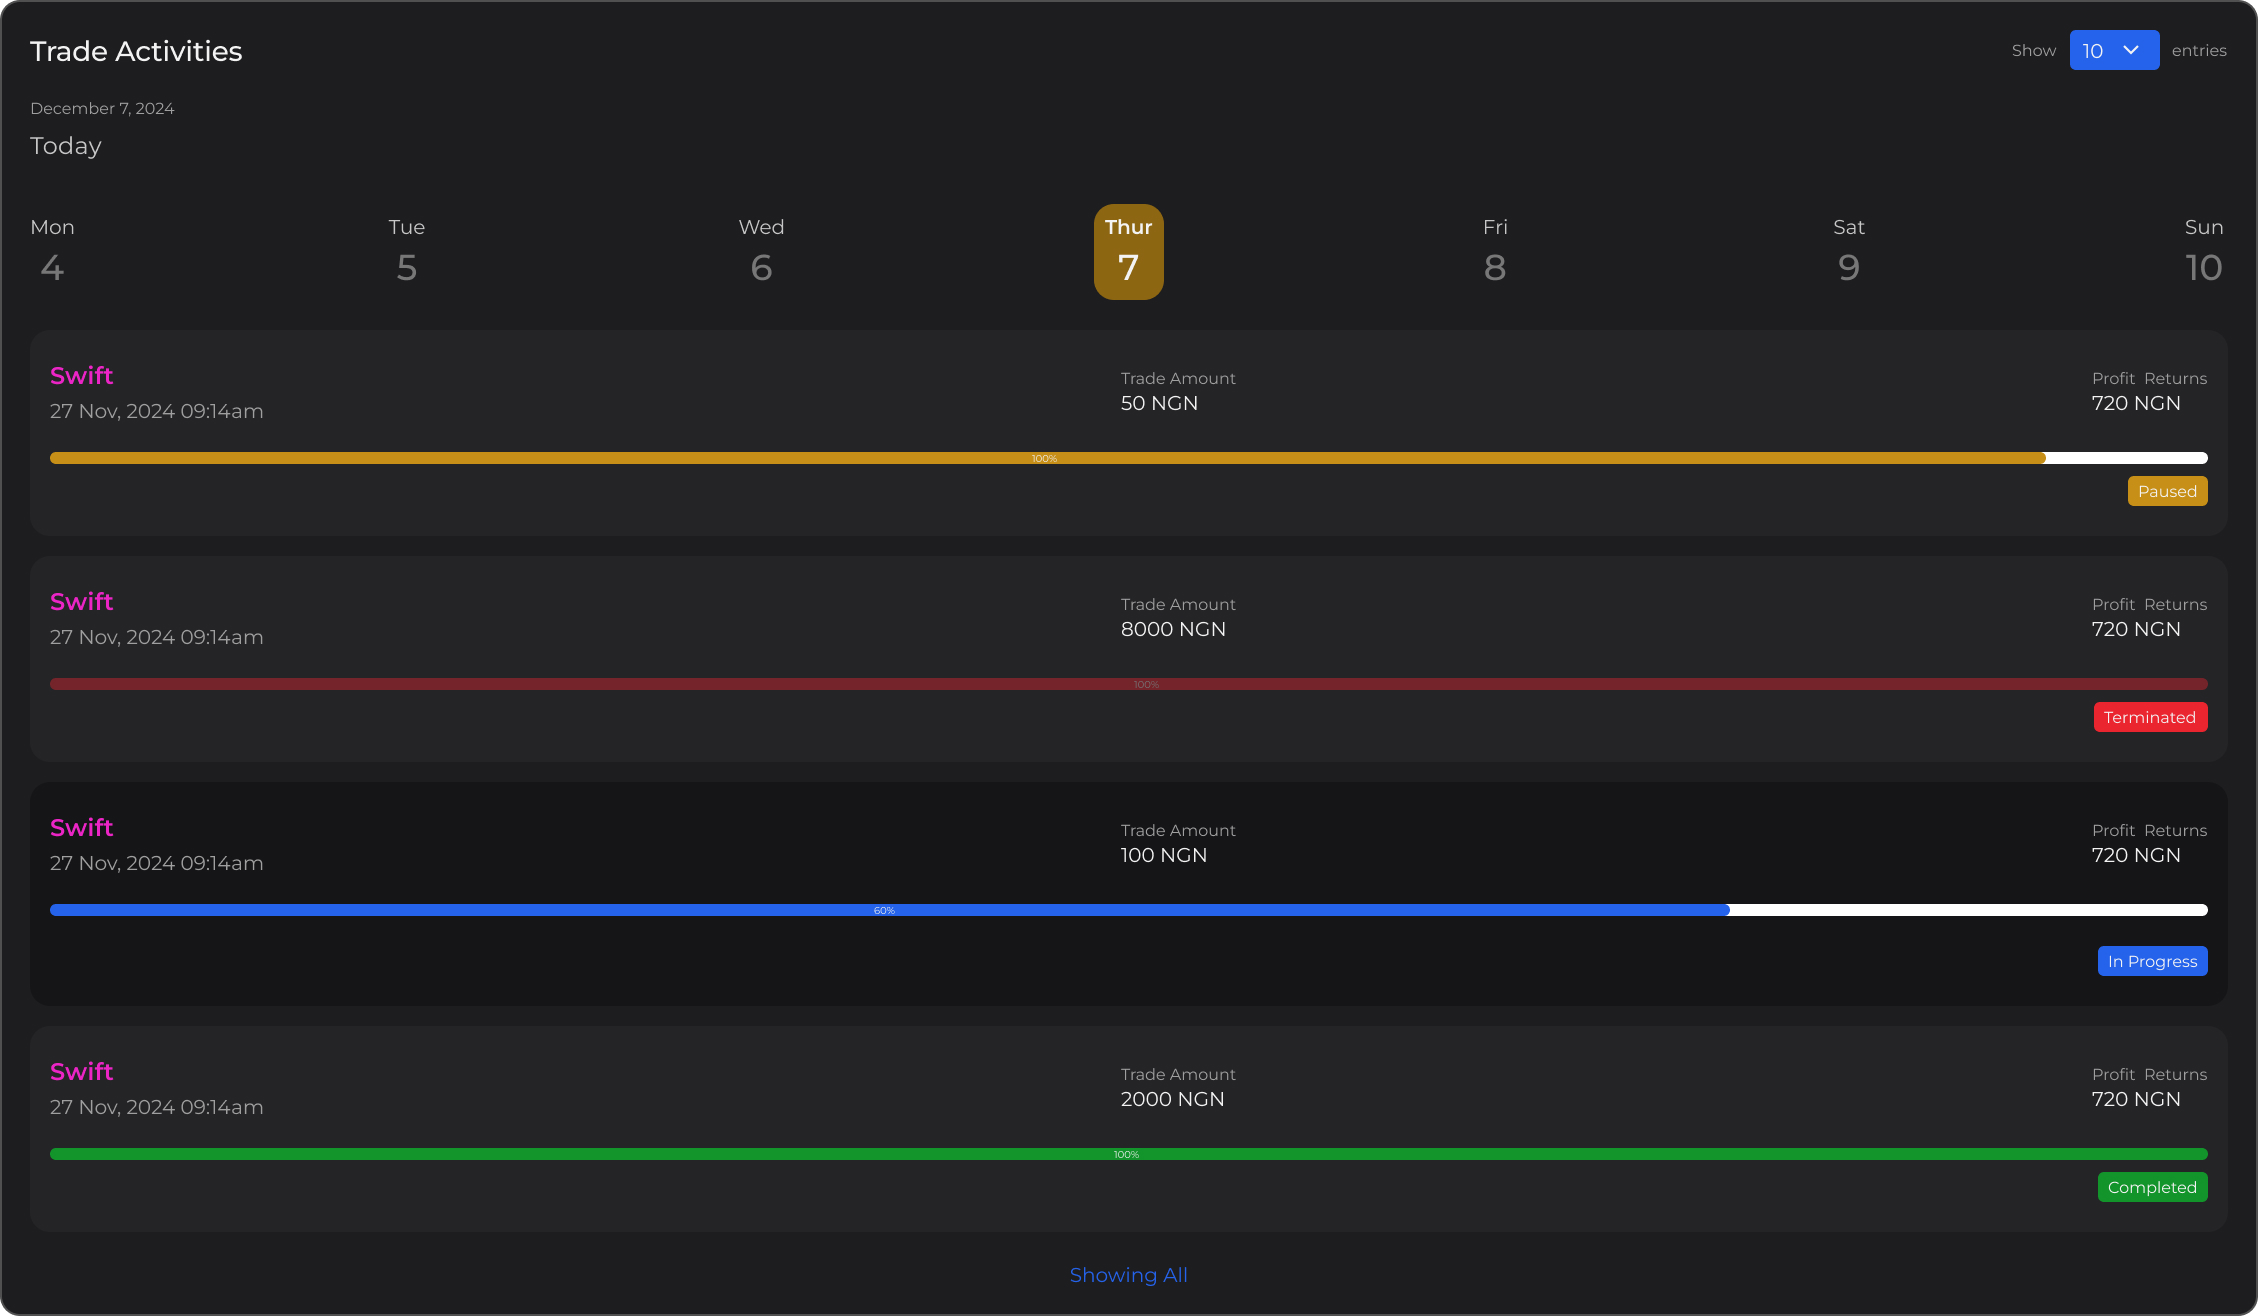 Trade Activities
Show 10 entries
December 7, 2024
Today
Mon Tue Wed Thur Fri Sat Sun
4 5 6 7 8 9 10
Swift Trade Amount Profit Returns
27 Nov, 2024 09:14am 50 NGN 720 NGN
100%
Paused
Swift Trade Amount Profit Returns
27 Nov, 2024 09:14am 8000 NGN 720 NGN
100%
Terminated
Swift Trade Amount Profit Returns
27 Nov, 2024 09:14am 100 NGN 720 NGN
60%
In Progress
Swift Trade Amount Profit Returns
27 Nov, 2024 09:14am 2000 NGN 720 NGN
100%
Completed
Showing All